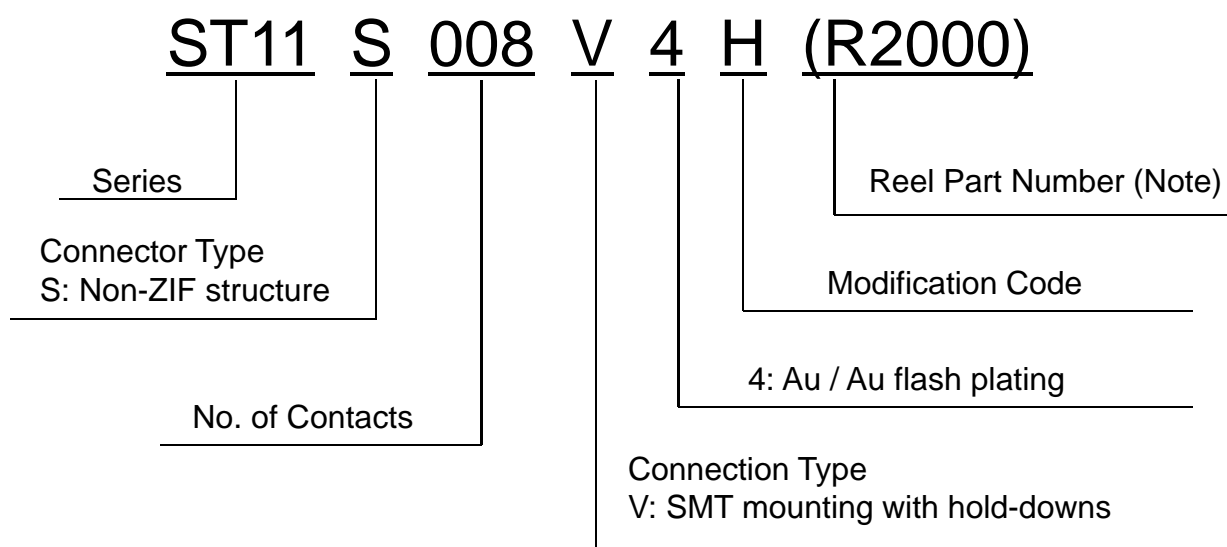 ST11 S 008 V 4 H (R2000)
Series
Reel Part Number (Note)
Connector Type
S: Non-ZIF structure
Modification Code
4: Au / Au flash plating
No. of Contacts
Connection Type
V: SMT mounting with hold-downs